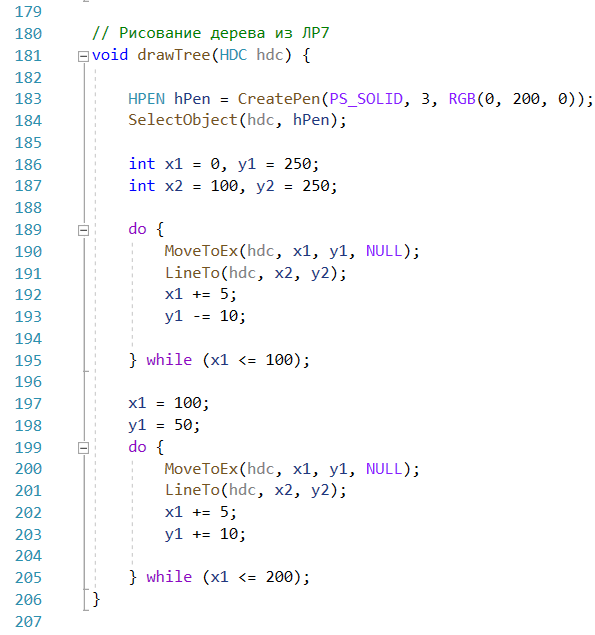 179
180 // Рисование дерева из ЛР7
181 void drawTree(HDC hdc) {
182
183 HPEN hPen = CreatePen(PS_SOLID, 3, RGB(0, 200, 0));
184 SelectObject(hdc, hPen);
185
186 int x1 = 0, y1 = 250;
187 int x2 = 100, y2 = 250;
188
189 do {
190 MoveToEx(hdc, x1, y1, NULL);
191 LineTo(hdc, x2, y2);
192 x1 += 5;
193 y1 -= 10;
194
195 } while (x1 <= 100);
196
197 x1 = 100;
198 y1 = 50;
199 do {
200 MoveToEx(hdc, x1, y1, NULL);
201 LineTo(hdc, x2, y2);
202 x1 += 5;
203 y1 += 10;
204
205 } while (x1 <= 200);
206 }
207